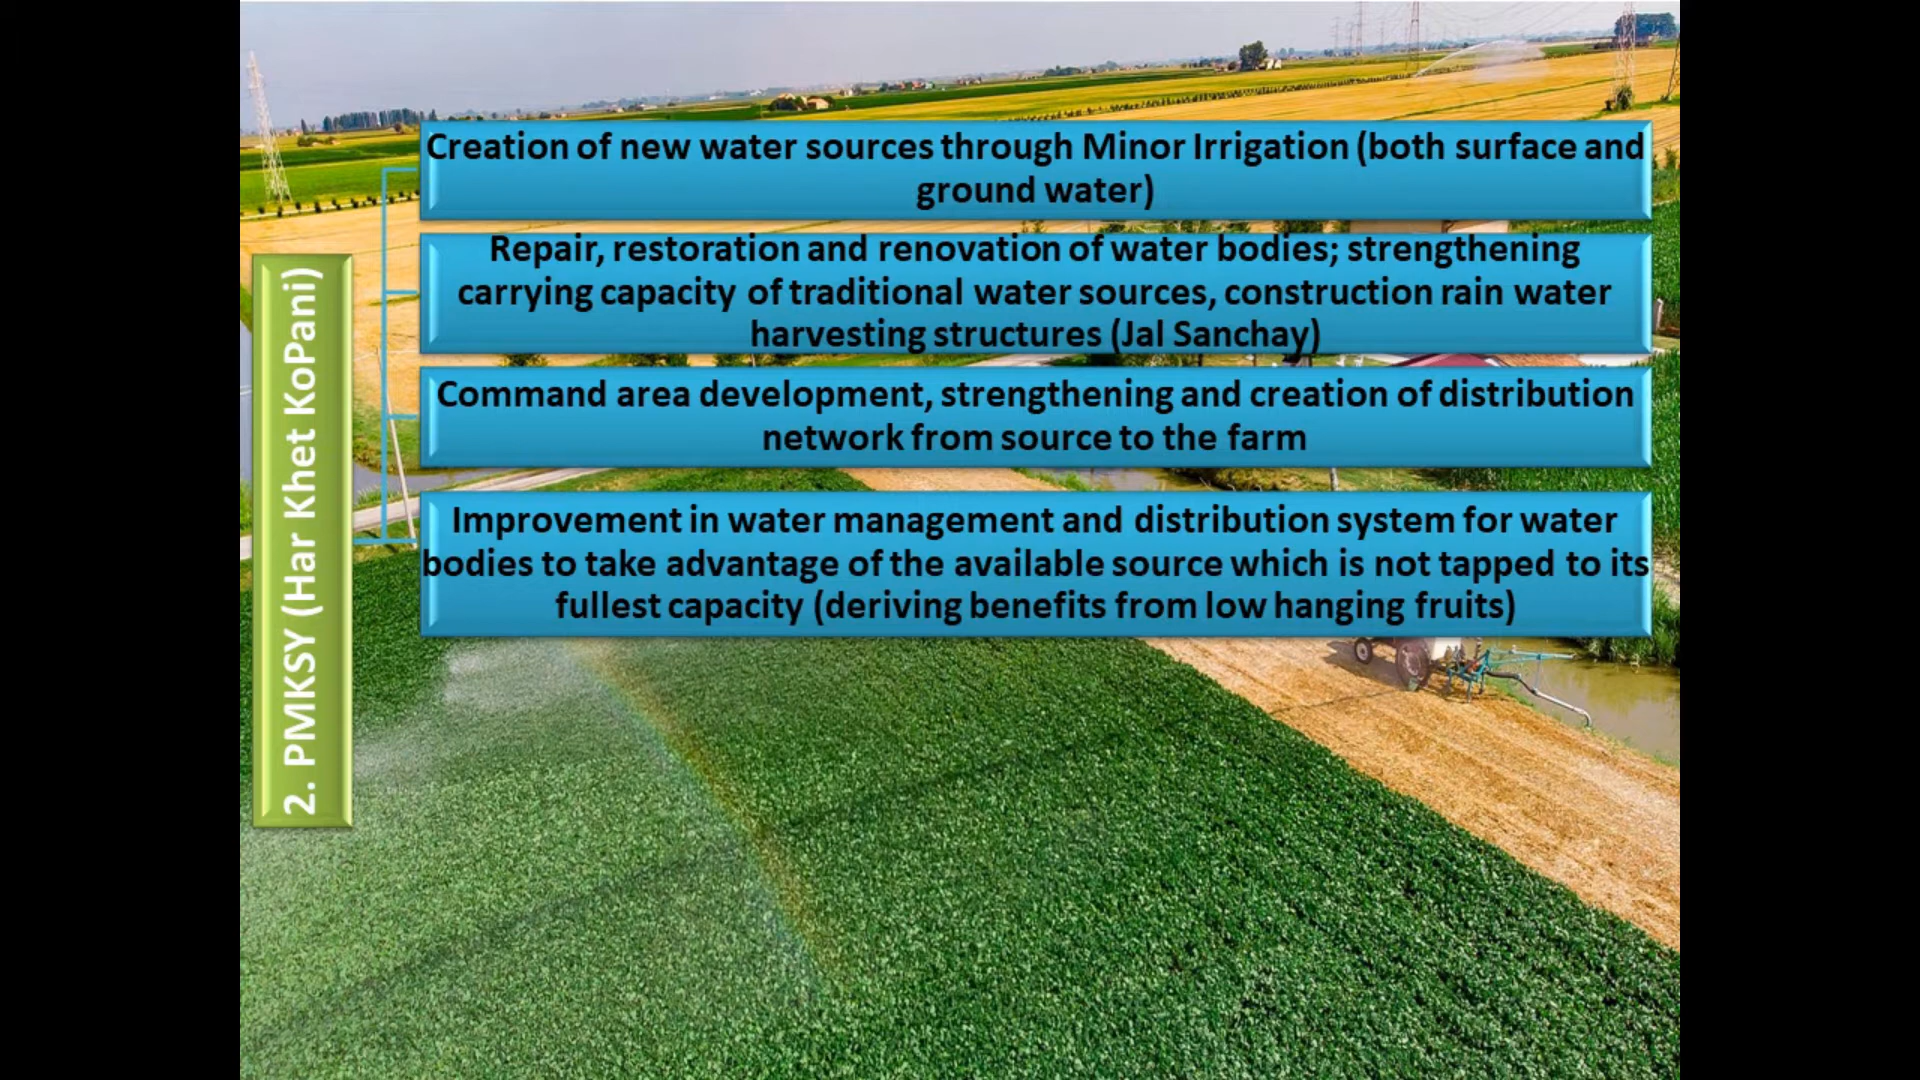 2. PMKSY (Har Khet KoPani)
Creation of new water sources through Minor Irrigation (both surface and
ground water)
Repair, restoration and renovation of water bodies; strengthening
carrying capacity of traditional water sources, construction rain water
harvesting structures (Jal Sanchay)
Command area development, strengthening and creation of distribution
network from source to the farm
Improvement in water management and distribution system for water
bodies to take advantage of the available source which is not tapped to its
fullest capacity (deriving benefits from low hanging fruits)